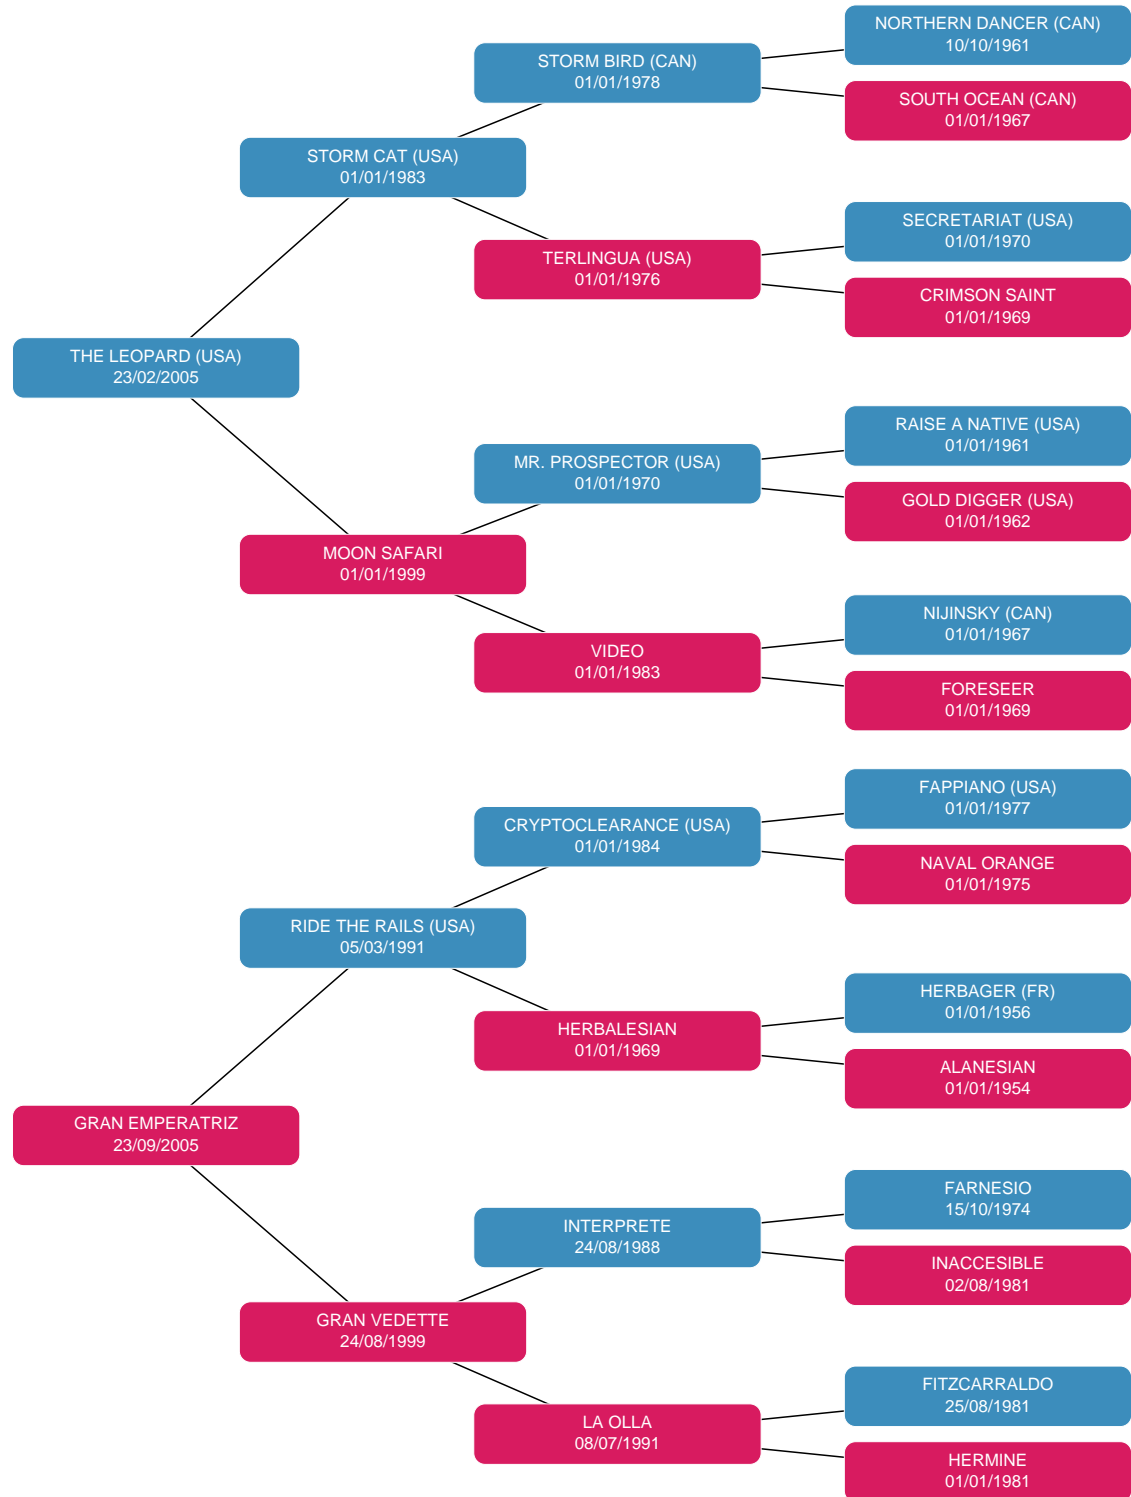 NORTHERN DANCER (CAN)
10/10/1961
STORM BIRD (CAN)
01/01/1978
SOUTH OCEAN (CAN)
01/01/1967
STORM CAT (USA)
01/01/1983
SECRETARIAT (USA)
01/01/1970
TERLINGUA (USA)
01/01/1976
CRIMSON SAINT
01/01/1969
THE LEOPARD (USA)
23/02/2005
RAISE A NATIVE (USA)
01/01/1961
MR. PROSPECTOR (USA)
01/01/1970
GOLD DIGGER (USA)
01/01/1962
MOON SAFARI
01/01/1999
NIJINSKY (CAN)
01/01/1967
VIDEO
01/01/1983
FORESEER
01/01/1969
FAPPIANO (USA)
01/01/1977
CRYPTOCLEARANCE (USA)
01/01/1984
NAVAL ORANGE
01/01/1975
RIDE THE RAILS (USA)
05/03/1991
HERBAGER (FR)
01/01/1956
HERBALESIAN
01/01/1969
ALANESIAN
01/01/1954
GRAN EMPERATRIZ
23/09/2005
FARNESIO
15/10/1974
INTERPRETE
24/08/1988
INACCESIBLE
02/08/1981
GRAN VEDETTE
24/08/1999
FITZCARRALDO
25/08/1981
LA OLLA
08/07/1991
HERMINE
01/01/1981